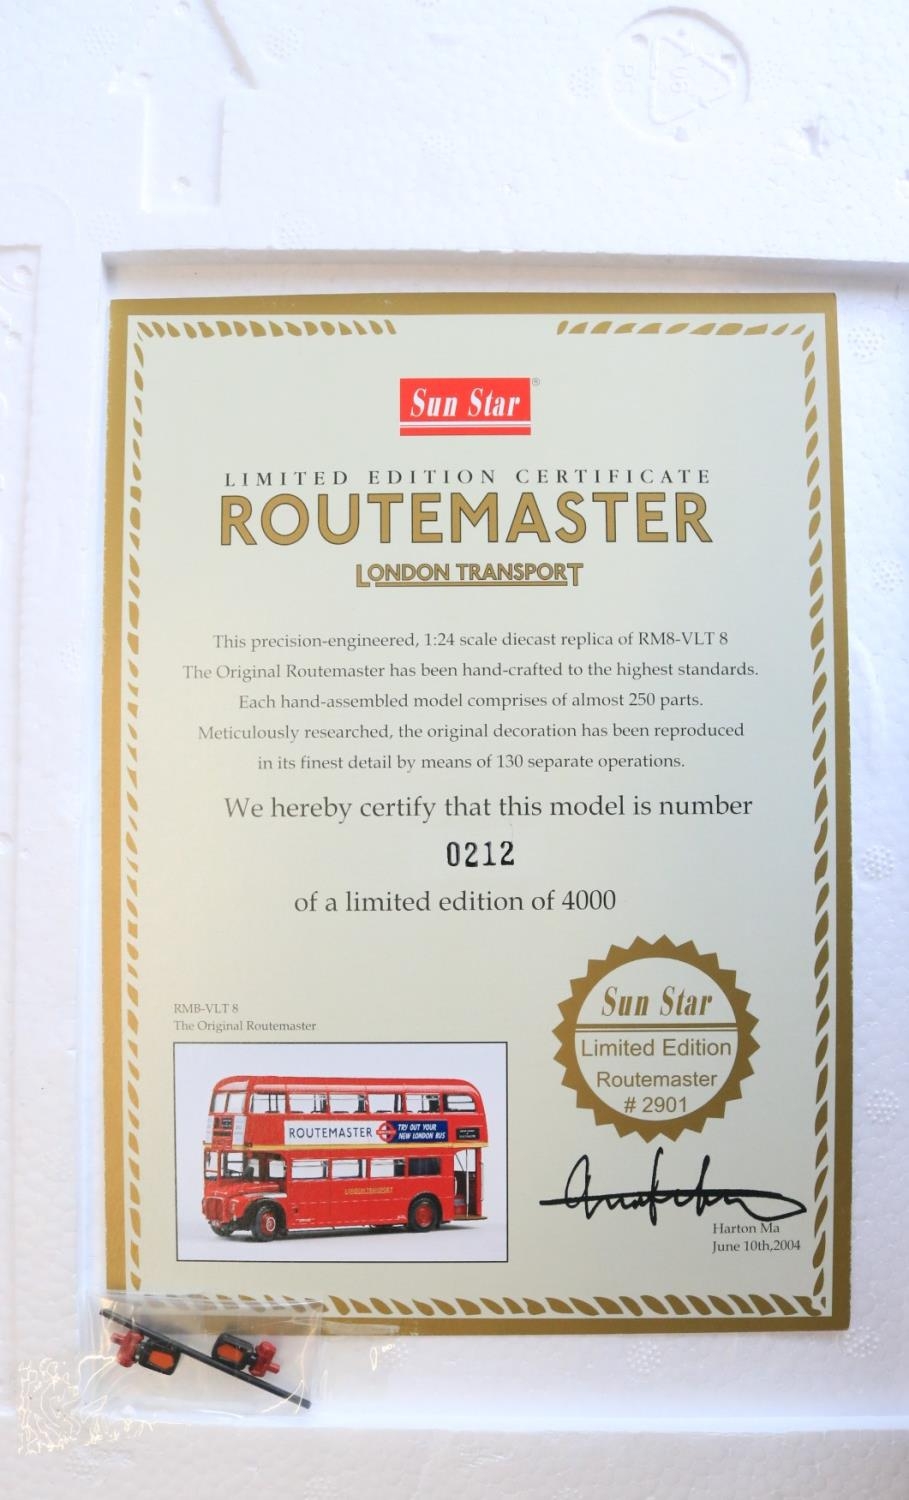 Sun Star ®
LIMITED EDITION CERTIFICATE
ROUTEMASTER
LONDON TRANSPORT
This precision-engineered, 1:24 scale diecast replica of RM8-VLT 8
The Original Routemaster has been hand-crafted to the highest standards.
Each hand-assembled model comprises of almost 250 parts.
Meticulously researched, the original decoration has been reproduced
in its finest detail by means of 130 separate operations.
We hereby certify that this model is number
0212
of a limited edition of 4000
RM8-VLT 8
The Original Routemaster
ROUTEMASTER
TRY OUT YOUR
NEW LONDON BUS
LONDON TRANSPORT
Sun Star
Limited Edition
Routemaster
# 2901
Harton Ma
June 10th,2004